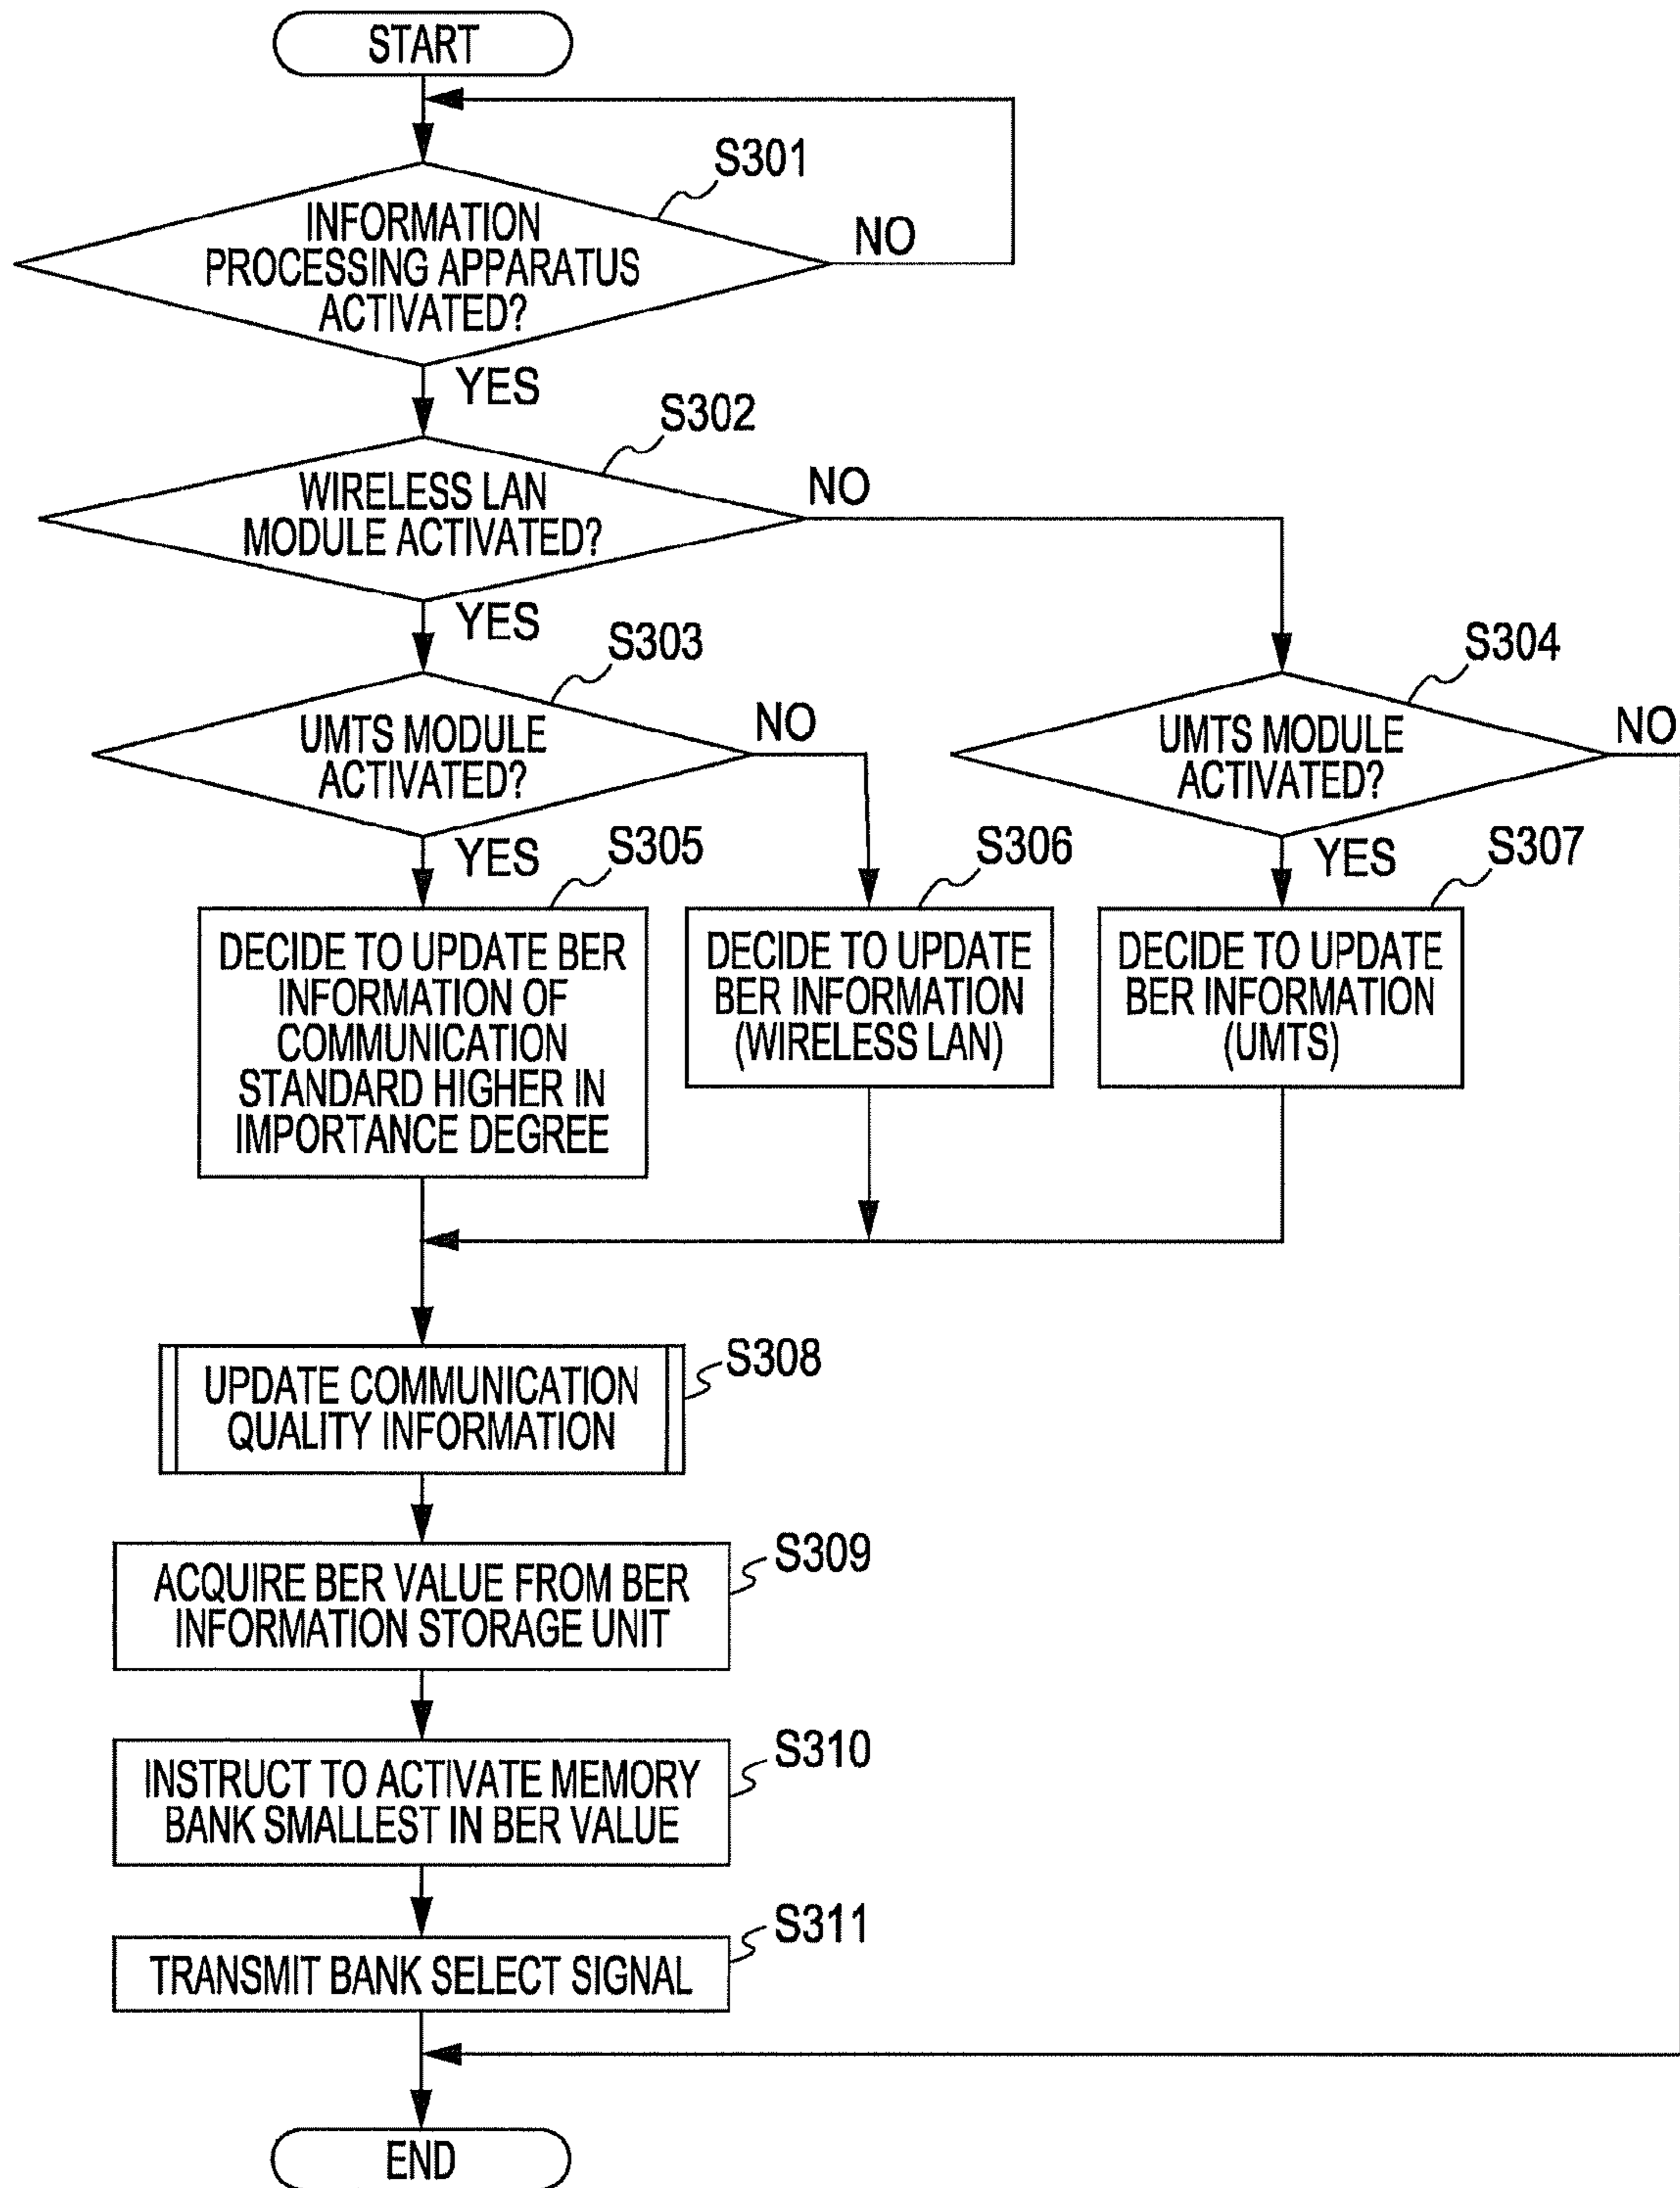 START
S301
INFORMATION
PROCESSING APPARATUS
ACTIVATED?
NO
YES
S302
WIRELESS LAN
MODULE ACTIVATED?
NO
YES
S303
UMTS MODULE
ACTIVATED?
NO
YES
S304
UMTS MODULE
ACTIVATED?
NO
YES
S305
DECIDE TO UPDATE BER
INFORMATION OF
COMMUNICATION
STANDARD HIGHER IN
IMPORTANCE DEGREE
S306
DECIDE TO UPDATE
BER INFORMATION
(WIRELESS LAN)
S307
DECIDE TO UPDATE
BER INFORMATION
(UMTS)
S308
UPDATE COMMUNICATION
QUALITY INFORMATION
S309
ACQUIRE BER VALUE FROM BER
INFORMATION STORAGE UNIT
S310
INSTRUCT TO ACTIVATE MEMORY
BANK SMALLEST IN BER VALUE
S311
TRANSMIT BANK SELECT SIGNAL
END